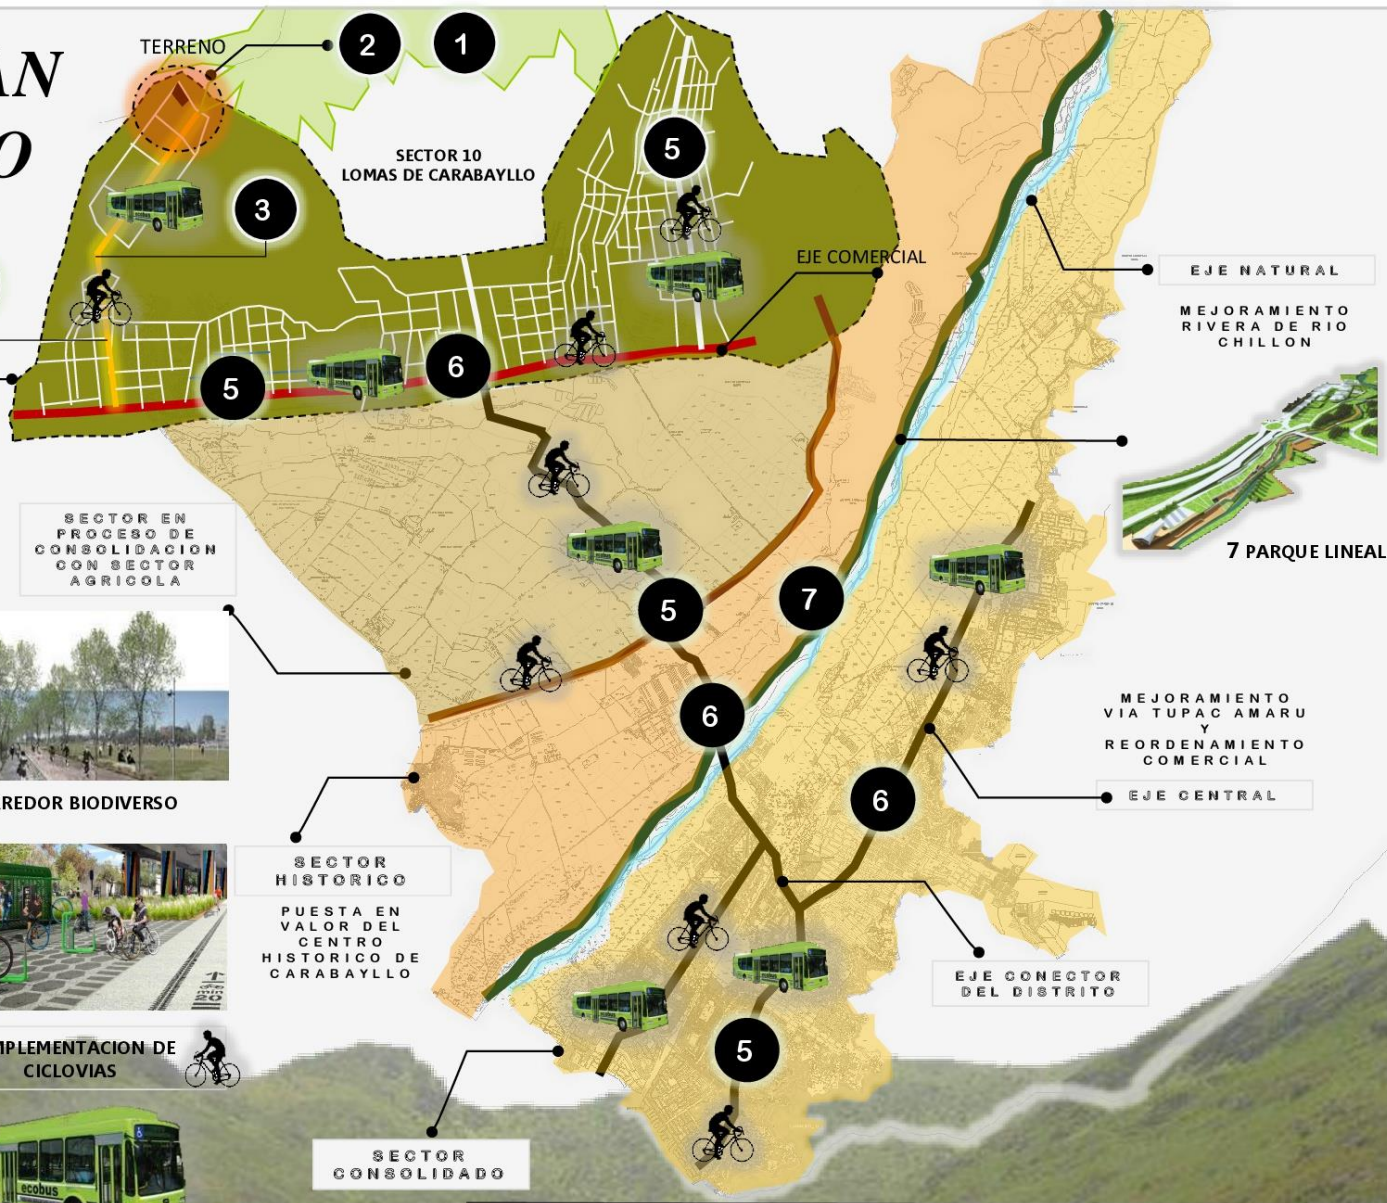 AN
O
TERRENO
2
1
SECTOR 10
LOMAS DE CARABAYLLO
5
3
EJE COMERCIAL
EJE NATURAL
MEJORAMIENTO
RIVERA DE RIO
CHILLON
6
5
7 PARQUE LINEAL
SECTOR EN
PROCESO DE
CONSOLIDACION
CON SECTOR
AGRICOLA
5
7
6
MEJORAMIENTO
VIA TUPAC AMARU
Y
REORDENAMIENTO
COMERCIAL
EJE CENTRAL
6
REDOR BIODIVERSO
SECTOR
HISTORICO
PUESTA EN
VALOR DEL
CENTRO
HISTORICO DE
CARABAYLLO
EJE CONECTOR
DEL DISTRITO
5
MPLEMENTACION DE
CICLOVIAS
SECTOR
CONSOLIDADO
ecobus